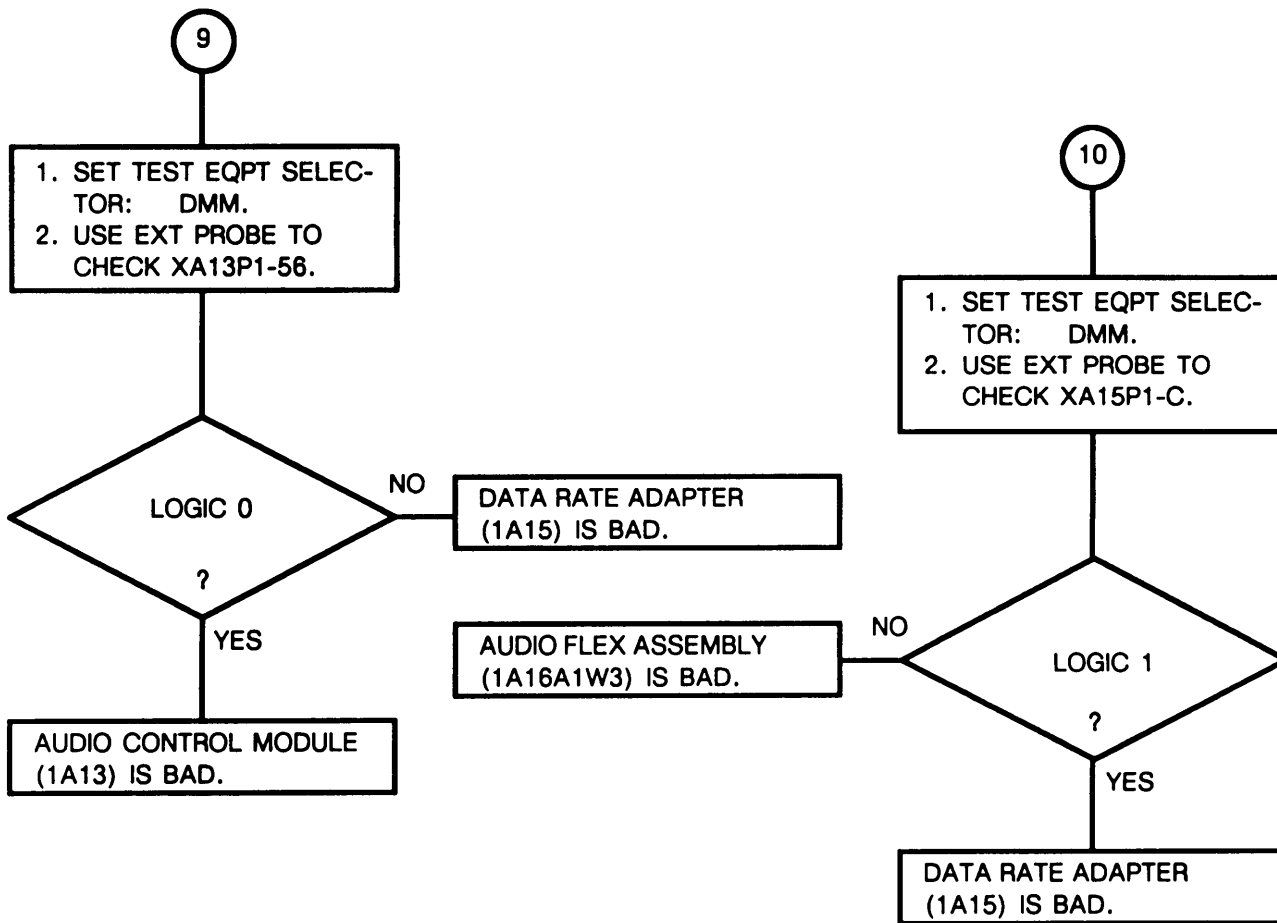 9
1. SET TEST EQPT SELEC-
TOR: DMM.
2. USE EXT PROBE TO
CHECK XA13P1-56.
LOGIC 0
?
NO
DATA RATE ADAPTER
(1A15) IS BAD.
YES
AUDIO CONTROL MODULE
(1A13) IS BAD.
10
1. SET TEST EQPT SELEC-
TOR: DMM.
2. USE EXT PROBE TO
CHECK XA15P1-C.
LOGIC 1
?
NO
AUDIO FLEX ASSEMBLY
(1A16A1W3) IS BAD.
YES
DATA RATE ADAPTER
(1A15) IS BAD.